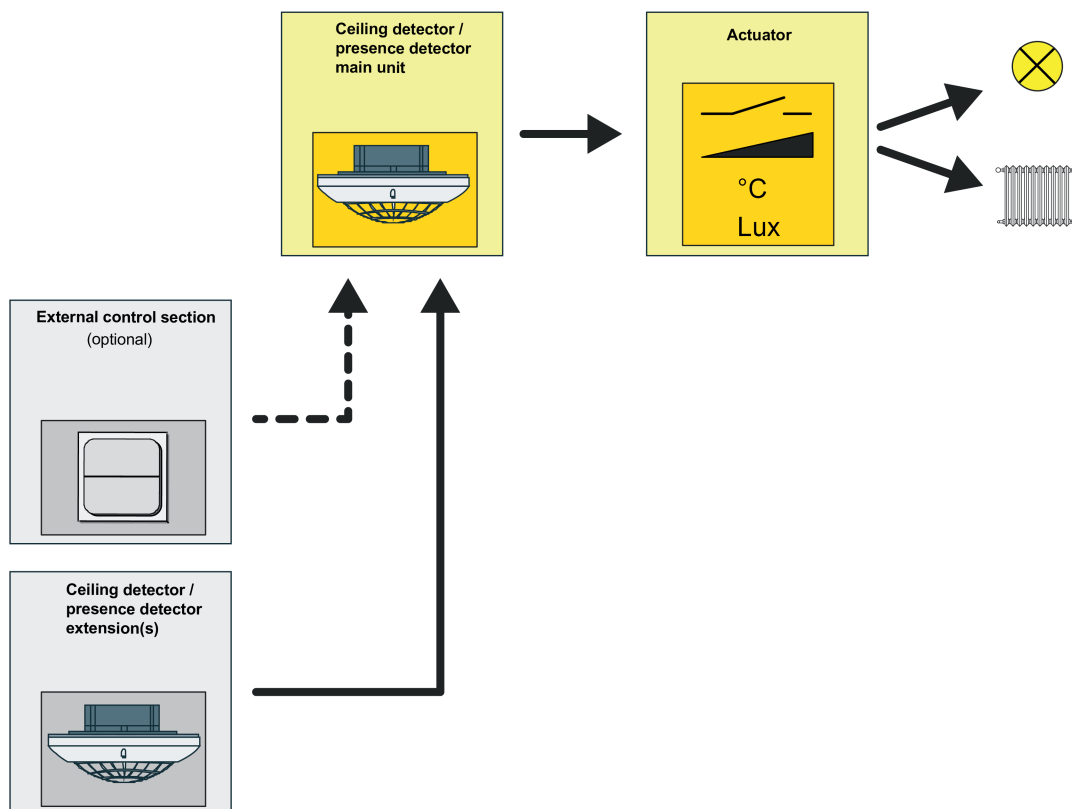 Ceiling detector /
presence detector
main unit
Actuator
°C
Lux
External control section
(optional)
Ceiling detector /
presence detector
extension(s)